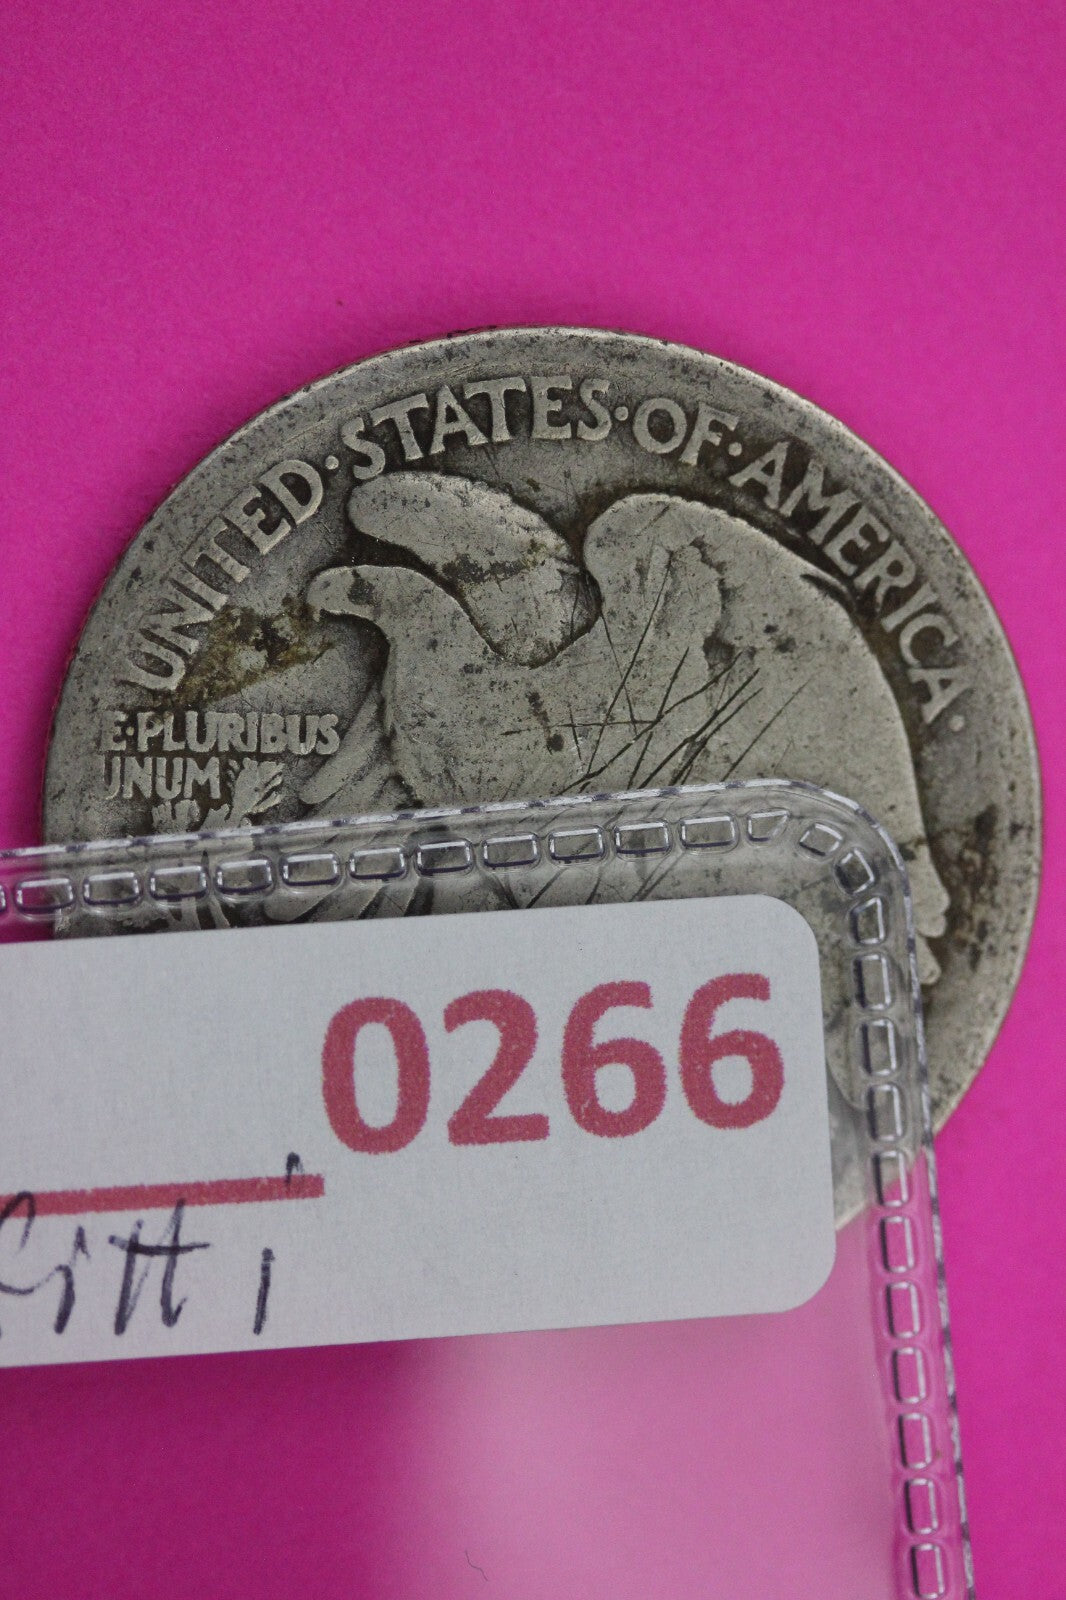 UNITED·STATES·OF·AMERICA·
E·PLURIBUS
UNUM
0266